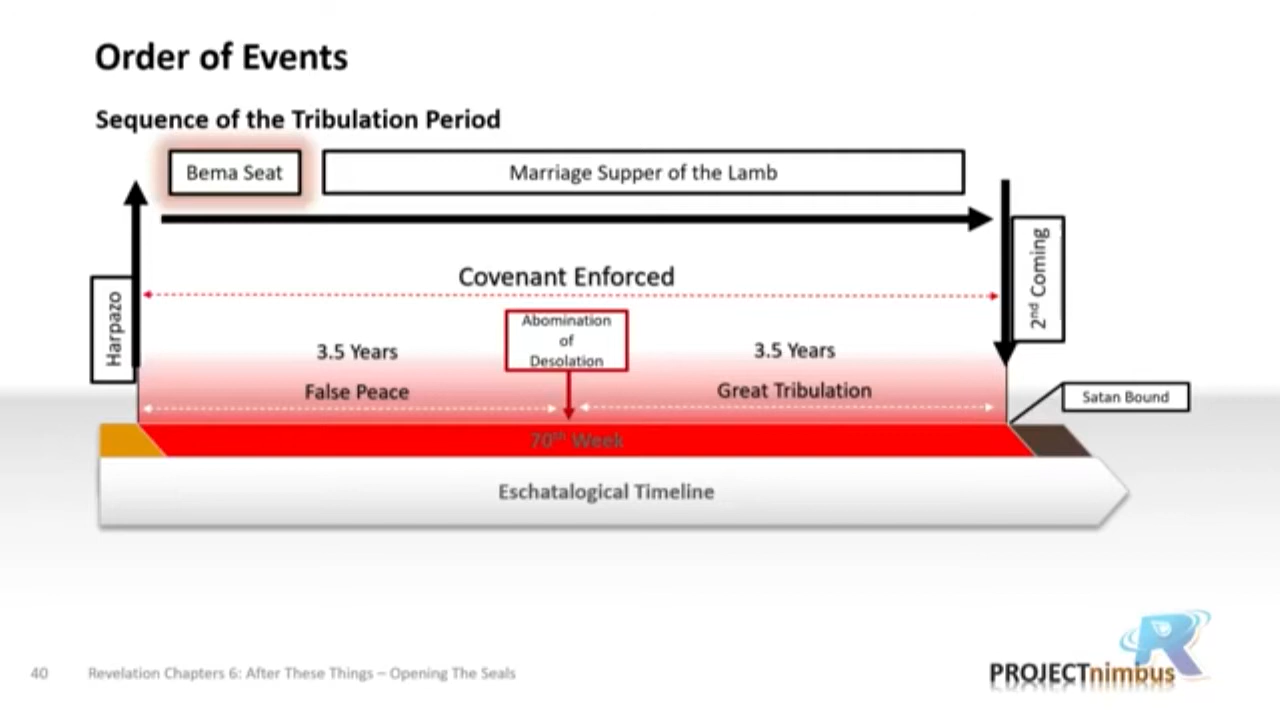 Order of Events
Sequence of the Tribulation Period
Bema Seat
Marriage Supper of the Lamb
Harpazo
2nd Coming
Covenant Enforced
Abomination
of
Desolation
3.5 Years
3.5 Years
False Peace
Great Tribulation
Satan Bound
70th Week
Eschatalogical Timeline
40
Revelation Chapters 6: After These Things – Opening The Seals
R
PROJECTnimbus